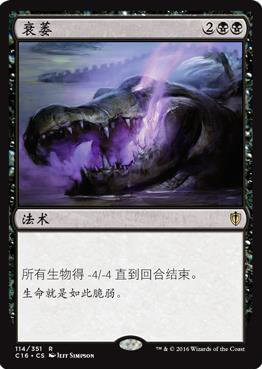 衰萎 2
法术
所有生物得 -4/-4 直到回合结束。
生命就是如此脆弱。
114/351 R
C16 • CS JEFF SIMPSON
™ & © 2016 Wizards of the Coast